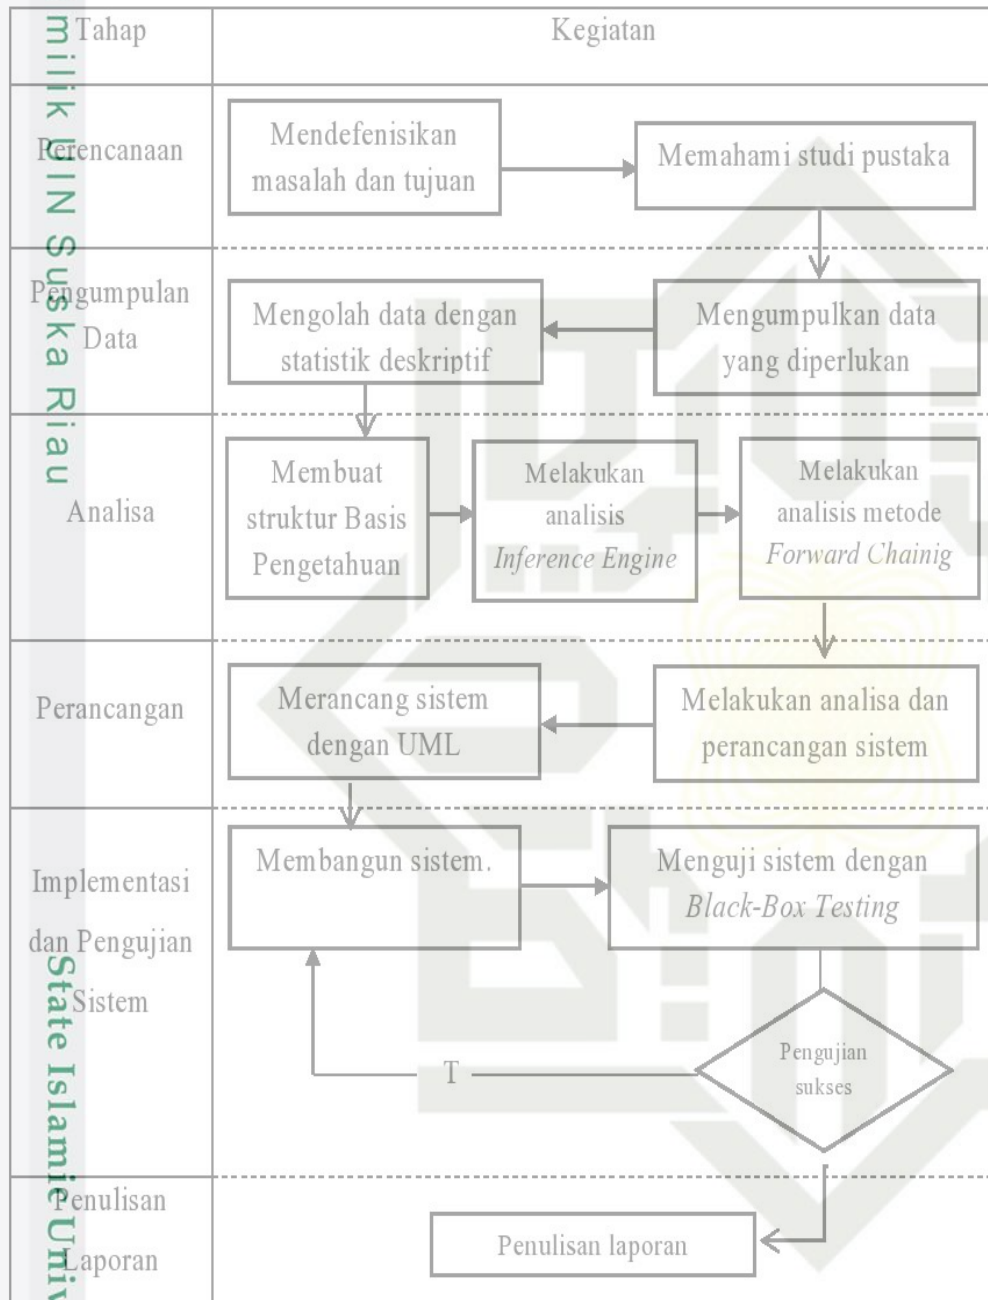 Tahap
Kegiatan
Perencanaan
Mendefenisikan
masalah dan tujuan
Memahami studi pustaka
Pengumpulan
Data
Mengolah data dengan
statistik deskriptif
Mengumpulkan data
yang diperlukan
Analisa
Membuat
struktur Basis
Pengetahuan
Melakukan
analisis
Inference Engine
Melakukan
analisis metode
Forward Chainig
Perancangan
Merancang sistem
dengan UML
Melakukan analisa dan
perancangan sistem
Implementasi
dan Pengujian
Sistem
Membangun sistem.
Menguji sistem dengan
Black-Box Testing
Pengujian
sukses
T
Penulisan
Laporan
Penulisan laporan
milik UIN Suska Riau
State Islamic Univ